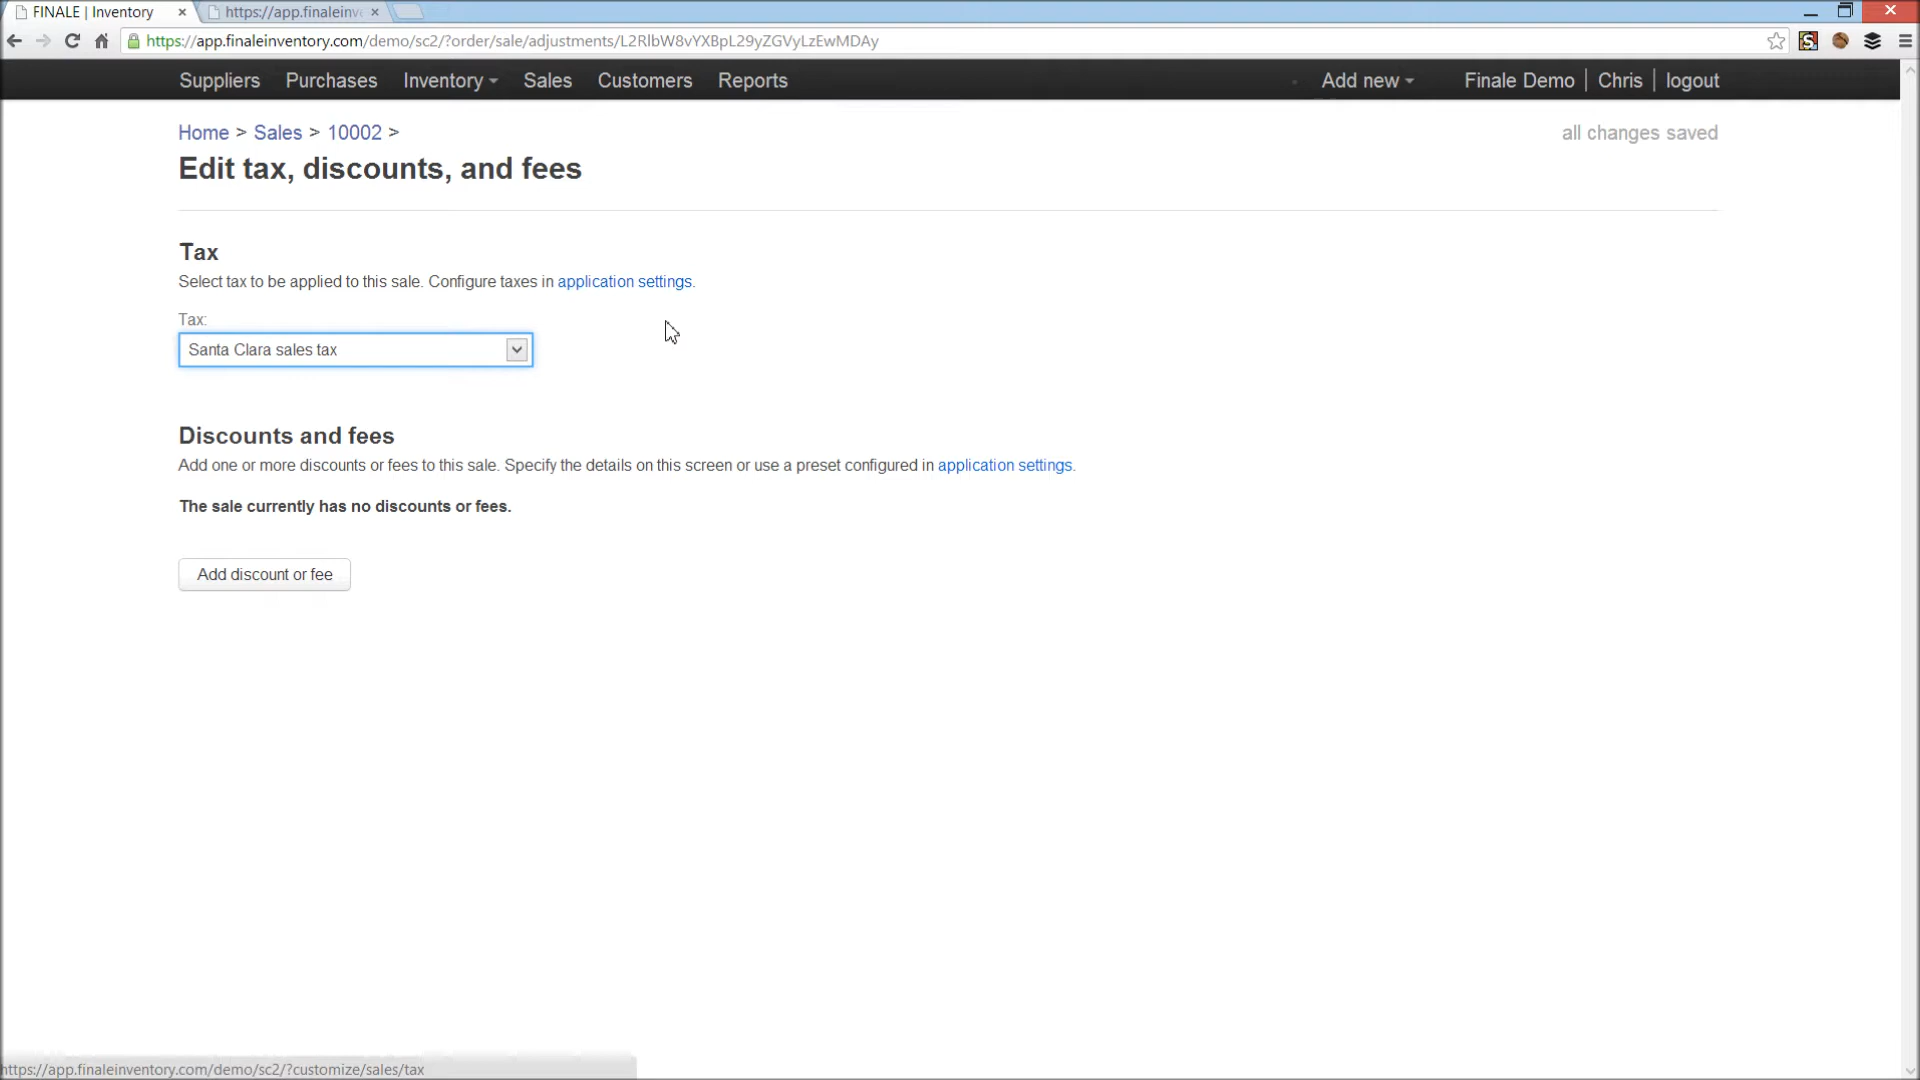 FINALE | Inventory
https://app.finaleinv
https://app.finaleinventory.com/demo/sc2/?order/sale/adjustments/L2RlbW8vYXBpL29yZGVyLzEwMDAy
Suppliers Purchases Inventory Sales Customers Reports Add new Finale Demo | Chris | logout
Home > Sales > 10002 >
all changes saved
Edit tax, discounts, and fees
Tax
Select tax to be applied to this sale. Configure taxes in application settings.
Tax:
Santa Clara sales tax
Discounts and fees
Add one or more discounts or fees to this sale. Specify the details on this screen or use a preset configured in application settings.
The sale currently has no discounts or fees.
Add discount or fee
https://app.finaleinventory.com/demo/sc2/?customize/sales/tax